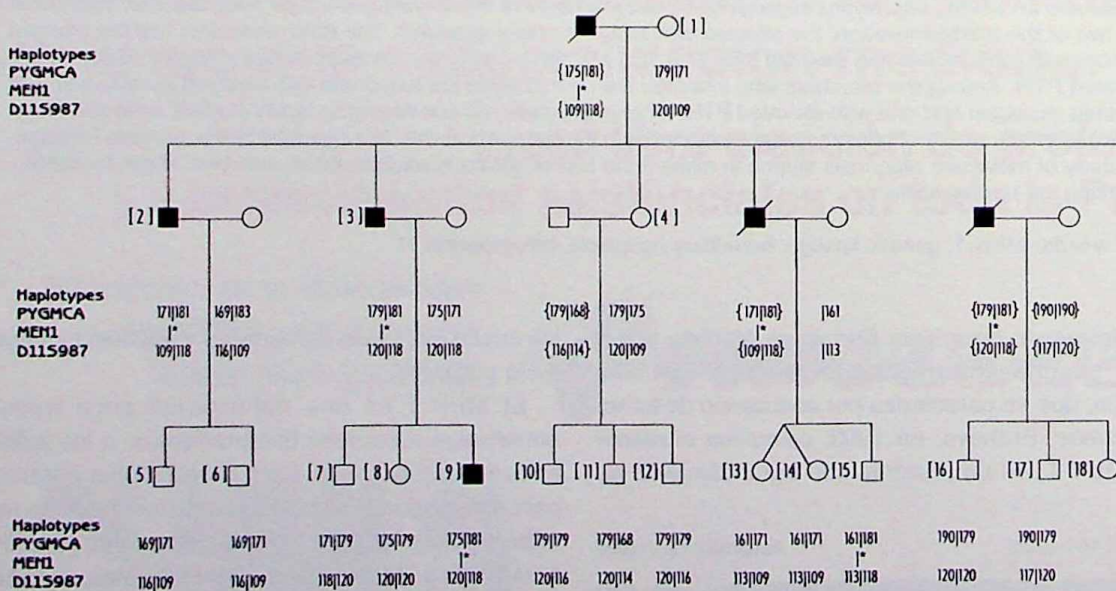 [1]
Haplotypes
PYGMCA {175|181} 179|171
MEN1 |*
D11S987 {109|118} 120|109
[2] [3] [4]
Haplotypes
PYGMCA 171|181 169|183 179|181 175|171 {179|168} 179|175 {171|181} |161 {179|181} {190|190}
MEN1 |* |* |* |*
D11S987 109|118 116|109 120|118 120|118 {116|114} 120|109 {109|118} |113 {120|118} {117|120}
[5] [6] [7] [8] [9] [10] [11] [12] [13] [14] [15] [16] [17] [18]
Haplotypes
PYGMCA 169|171 169|171 171|179 175|179 175|181 179|179 179|168 179|179 161|171 161|171 161|181 190|179 190|179
MEN1 |* |*
D11S987 116|109 116|109 118|120 120|120 120|118 120|116 120|114 120|116 113|109 113|109 113|118 120|120 117|120